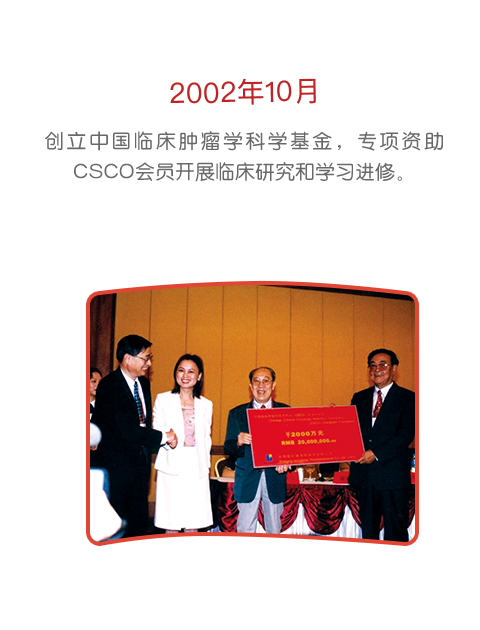 2002年10月
创立中国临床肿瘤学科学基金，专项资助
CSCO会员开展临床研究和学习进修。
￥2000万元
RMB 20,000,000.00